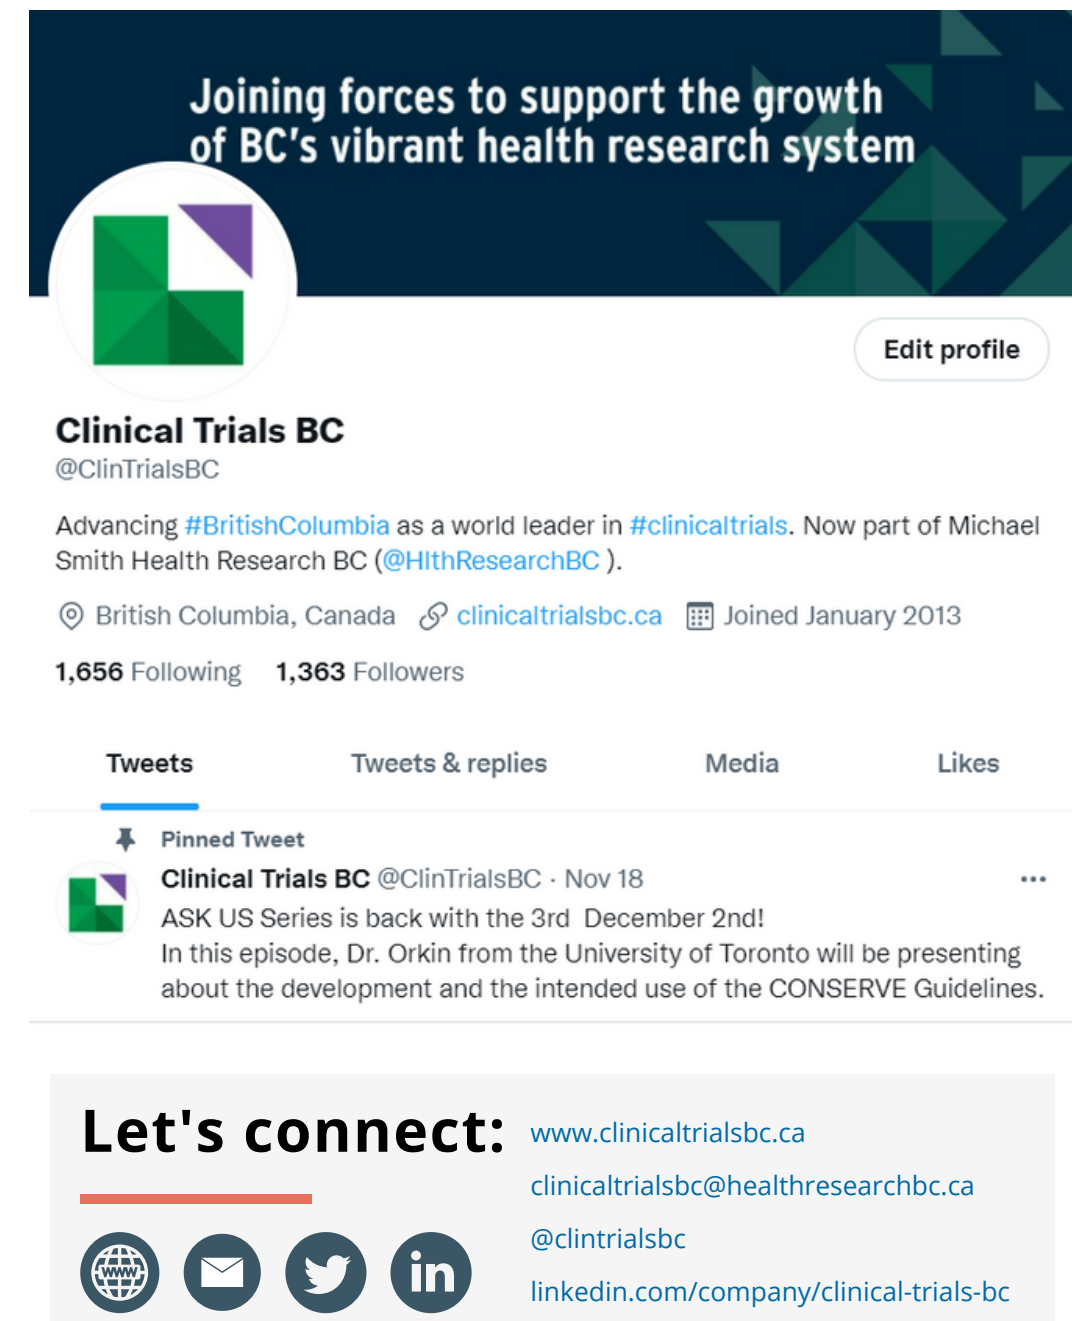 Joining forces to support the growth
of BC's vibrant health research system
Edit profile
Clinical Trials BC
@ClinTrialsBC
Advancing #BritishColumbia as a world leader in #clinicaltrials. Now part of Michael
Smith Health Research BC (@HlthResearchBC ).
British Columbia, Canada clinicaltrialsbc.ca Joined January 2013
1,656 Following 1,363 Followers
Tweets Tweets & replies Media Likes
Pinned Tweet
Clinical Trials BC @ClinTrialsBC · Nov 18
ASK US Series is back with the 3rd December 2nd!
In this episode, Dr. Orkin from the University of Toronto will be presenting
about the development and the intended use of the CONSERVE Guidelines.
Let's connect:
www.clinicaltrialsbc.ca
clinicaltrialsbc@healthresearchbc.ca
@clintrialsbc
linkedin.com/company/clinical-trials-bc
www
in